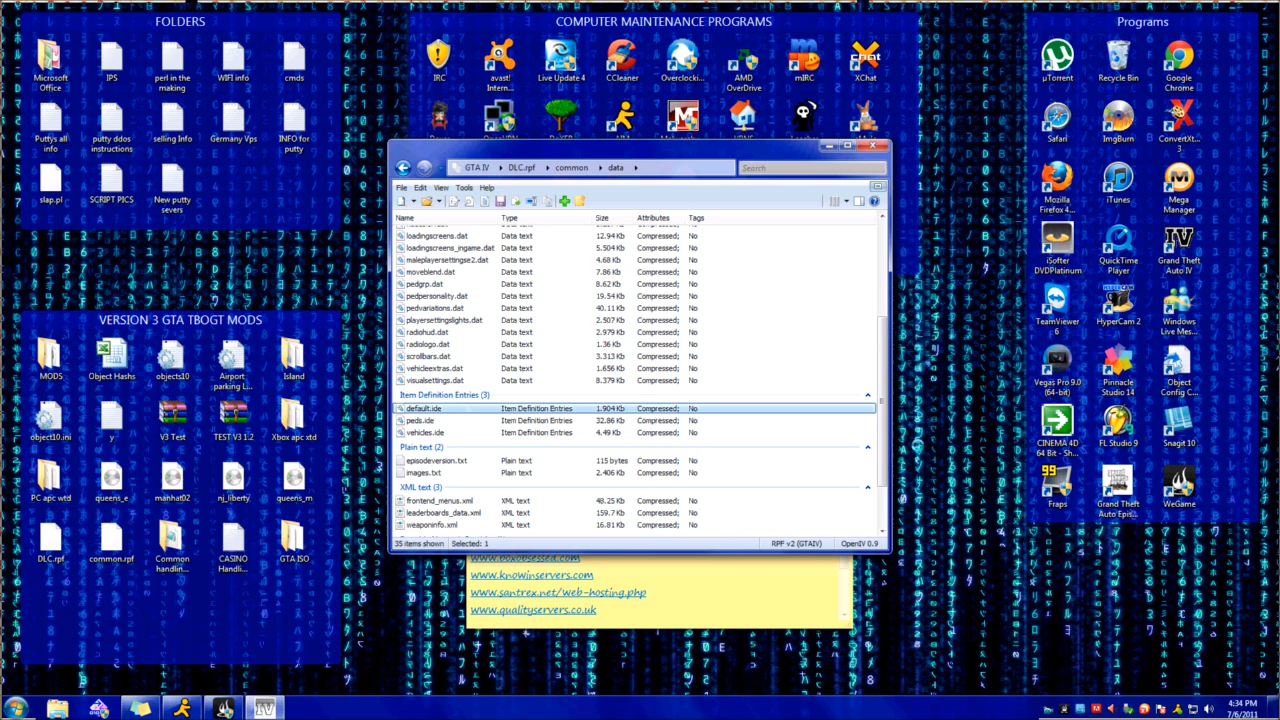 FOLDERS
COMPUTER MAINTENANCE PROGRAMS
Programs
Microsoft Office
IPS
perl in the making
WIFI info
cmds
IRC
avast! Intern...
Live Update 4
CCleaner
Overclocki...
AMD OverDrive
mIRC
XChat
µTorrent
Recycle Bin
Google Chrome
Puttys all info
putty ddos instructions
selling Info
Germany Vps
INFO for putty
Safari
ImgBurn
ConvertXt... 3
slap.pl
SCRIPT PICS
New putty severs
Mozilla Firefox 4...
iTunes
Mega Manager
iSofter DVDPlatinum
QuickTime Player
Grand Theft Auto IV
TeamViewer 6
HyperCam 2
Windows Live Mes...
Vegas Pro 9.0 (64-bit)
Pinnacle Studio 14
Object Config C...
CINEMA 4D 64 Bit - Sh...
FL Studio 9
Snagit 10
99
Fraps
Grand Theft Auto Epis...
WeGame
VERSION 3 GTA TBOGT MODS
MODS
Object Hashs
objects10
Airport parking L...
Island
object10.ini
y
V3 Test
TEST V3 1.2
Xbox apc xtd
PC apc wtd
queens_e
manhat02
nj_liberty
queens_m
DLC.rpf
common.rpf
Common handlin...
CASINO Handli...
GTA ISO
GTA IV
DLC.rpf
common
data
Search
File Edit View Tools Help
Name Type Size Attributes Tags
loadingscreens.dat Data text 12.94 Kb Compressed; No
loadingscreens_ingame.dat Data text 5.504 Kb Compressed; No
maleplayersettingse2.dat Data text 4.68 Kb Compressed; No
moveblend.dat Data text 7.86 Kb Compressed; No
pedgrp.dat Data text 8.62 Kb Compressed; No
pedpersonality.dat Data text 19.54 Kb Compressed; No
pedvariations.dat Data text 40.11 Kb Compressed; No
playersettingslights.dat Data text 2.507 Kb Compressed; No
radiohud.dat Data text 2.979 Kb Compressed; No
radiologo.dat Data text 1.36 Kb Compressed; No
scrollbars.dat Data text 3.313 Kb Compressed; No
vehicleextras.dat Data text 1.656 Kb Compressed; No
visualsettings.dat Data text 8.379 Kb Compressed; No
Item Definition Entries (3)
default.ide Item Definition Entries 1.904 Kb Compressed; No
peds.ide Item Definition Entries 32.86 Kb Compressed; No
vehicles.ide Item Definition Entries 4.49 Kb Compressed; No
Plain text (2)
episodeversion.txt Plain text 115 bytes Compressed; No
images.txt Plain text 2.406 Kb Compressed; No
XML text (3)
frontend_menus.xml XML text 48.25 Kb Compressed; No
leaderboards_data.xml XML text 159.7 Kb Compressed; No
weaponinfo.xml XML text 16.81 Kb Compressed; No
35 items shown Selected: 1 RPF v2 (GTAIV) OpenIV 0.9
www.knowinservers.com
www.santrex.net/web-hosting.php
www.qualityservers.co.uk
4:34 PM
7/6/2011